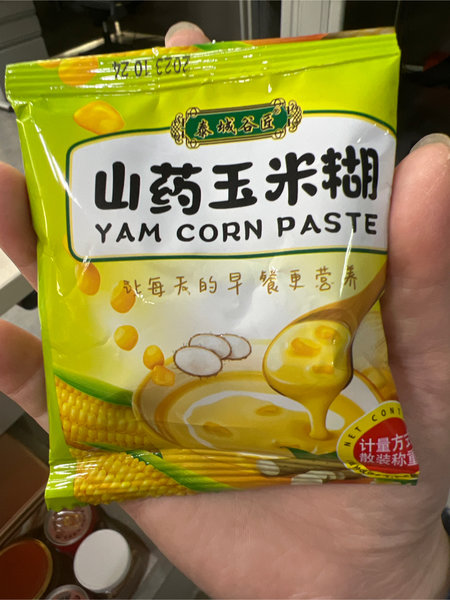 2023 10 24
泰城谷匠
山药玉米糊
YAM CORN PASTE
让每天的早餐更营养
NET CONT
计量方式
散装称重